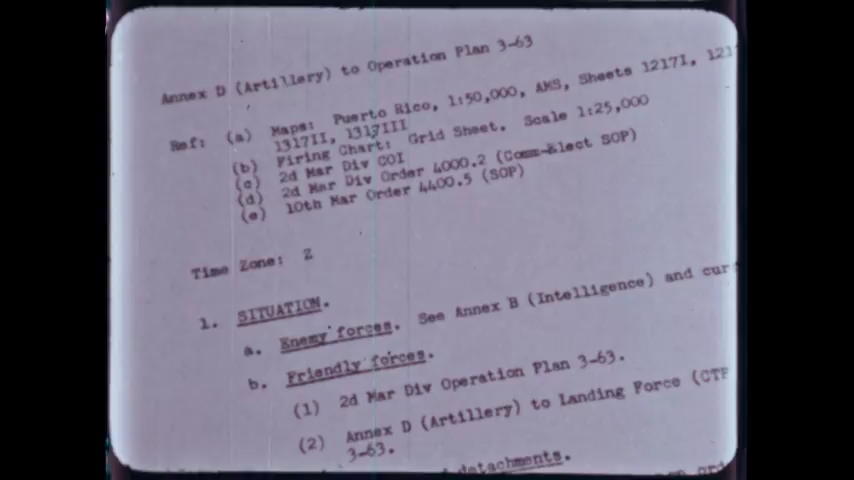 Annex D (Artillery) to Operation Plan 3-63
Ref: (a) Maps: Puerto Rico, 1:50,000, AMS, Sheets 1217I, 121
1317II, 1317III
(b) Firing Chart: Grid Sheet. Scale 1:25,000
(c) 2d Mar Div COI
(d) 2d Mar Div Order 4000.2 (Comm-Elect SOP)
(e) 10th Mar Order 4400.5 (SOP)
Time Zone: Z
1. SITUATION.
a. Enemy forces. See Annex B (Intelligence) and cur
b. Friendly forces.
(1) 2d Mar Div Operation Plan 3-63.
(2) Annex D (Artillery) to Landing Force (CTF
3-63.
detachments.